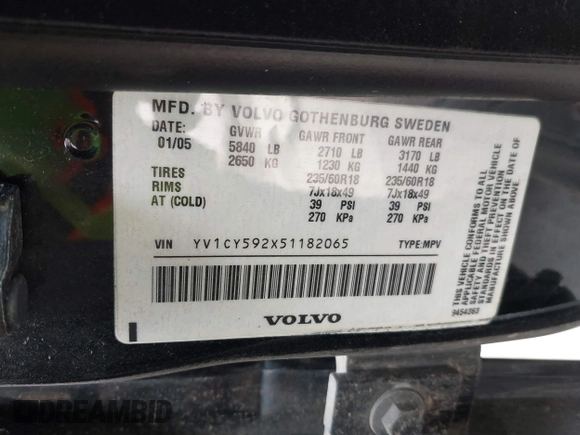 MFD. BY VOLVO GOTHENBURG SWEDEN
DATE: GVWR GAWR FRONT GAWR REAR
01/05 5840 LB 2710 LB 3170 LB
2650 KG 1230 KG 1440 KG
TIRES 235/60R18 235/60R18
RIMS 7Jx18x49 7Jx18x49
AT (COLD) 39 PSI 39 PSI
270 KPa 270 KPa
VIN YV1CY592X51182065 TYPE:MPV
VOLVO
THIS VEHICLE CONFORMS TO ALL
APPLICABLE FEDERAL MOTOR VEHICLE
SAFETY AND THEFT PREVENTION
STANDARDS IN EFFECT ON THE DATE OF
MANUFACTURE SHOWN ABOVE
9454363
DREAMBID